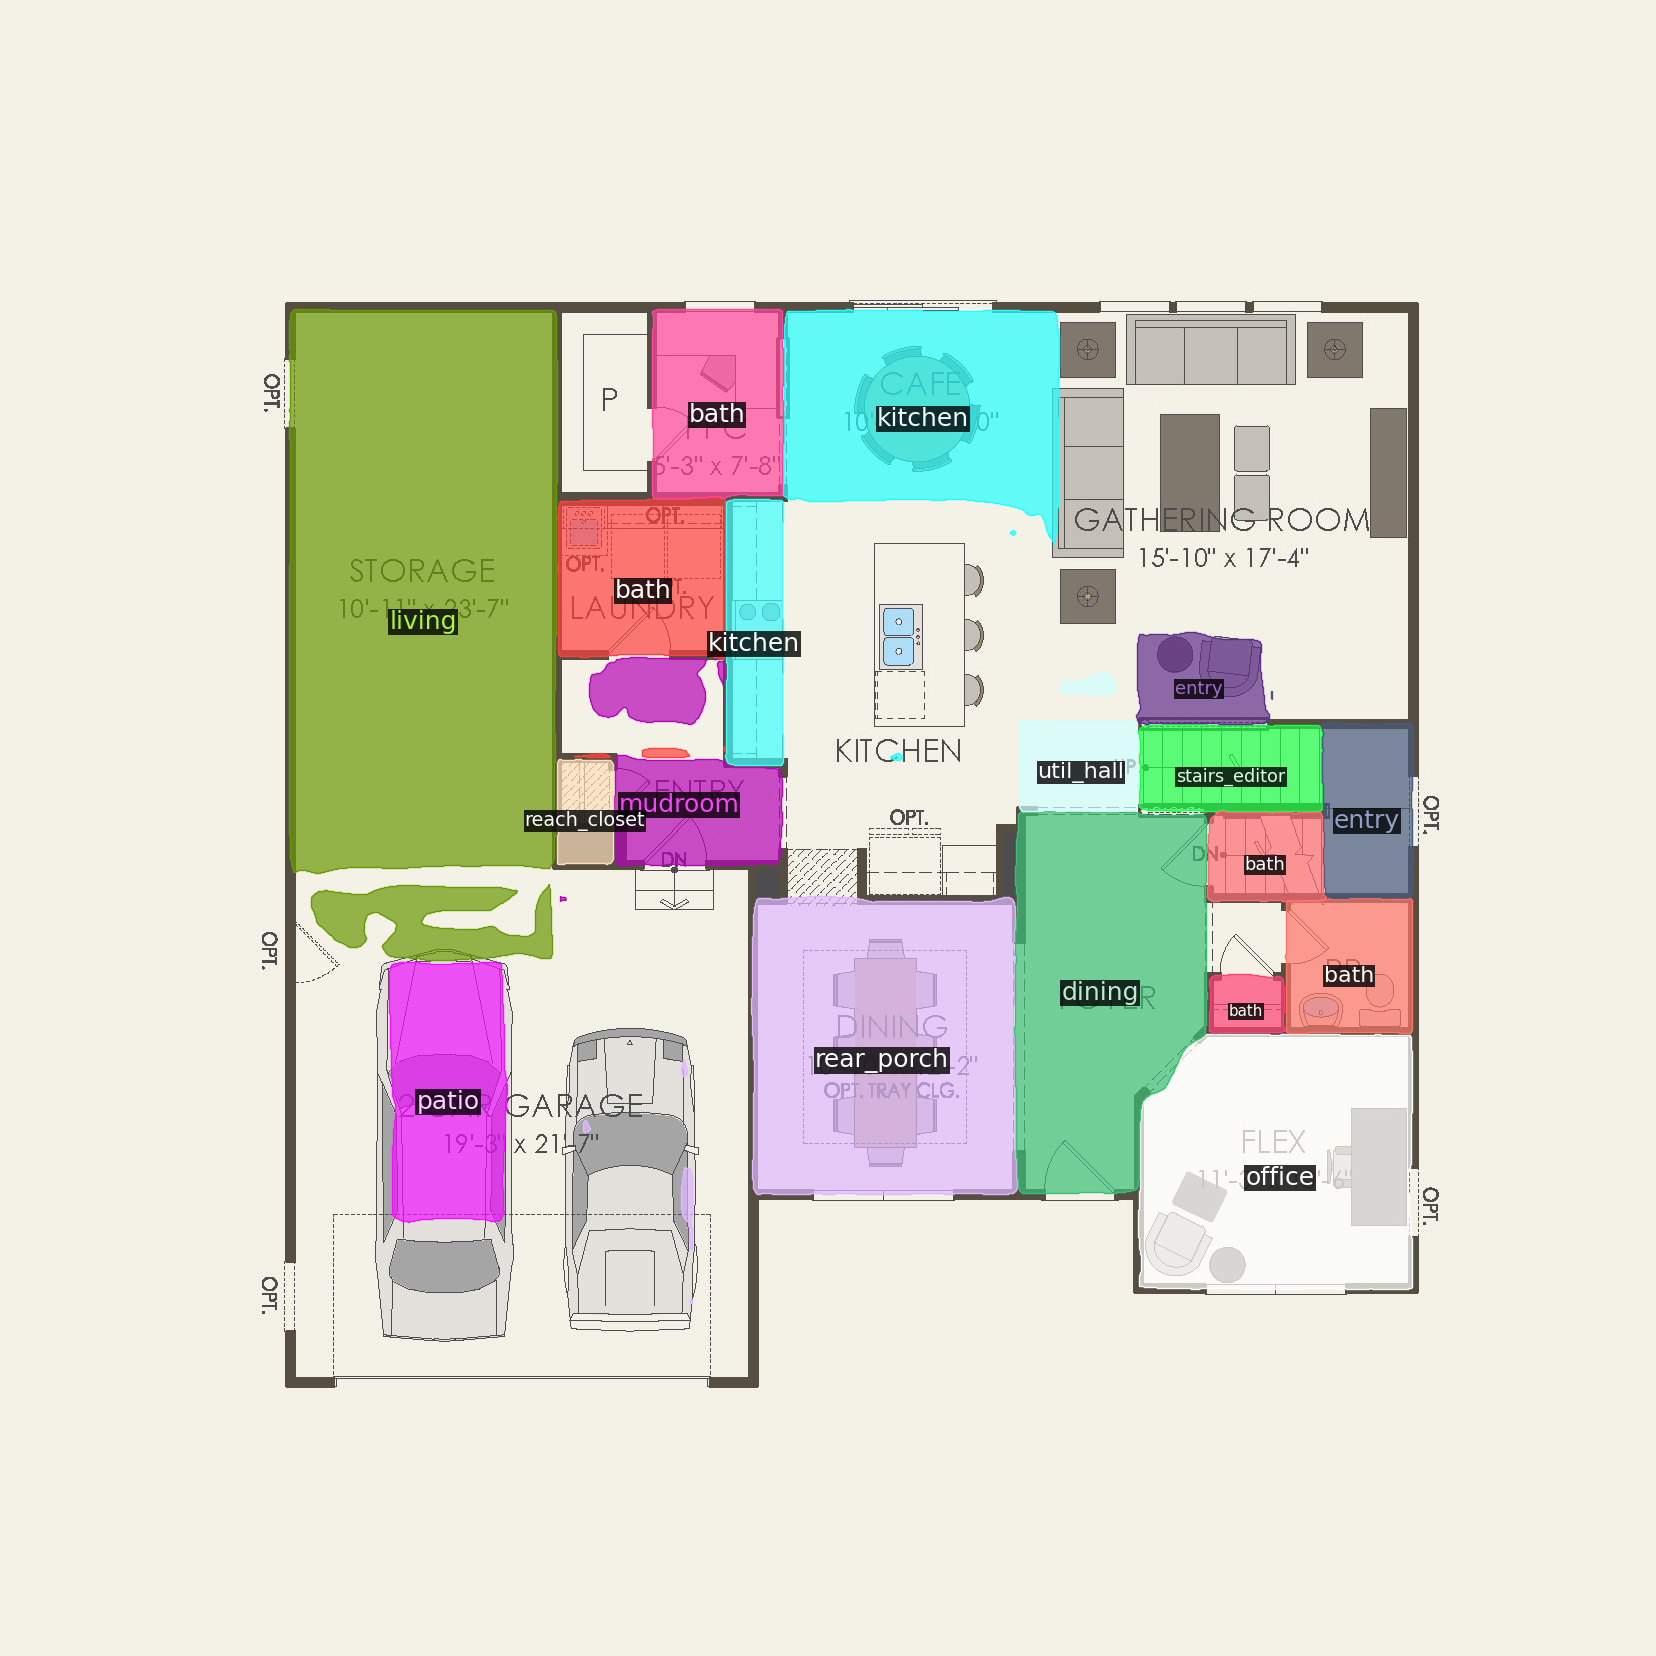 OPT.
P
bath
5'-3" x 7'-8"
CAFE
kitchen
OPT.
OPT.
bath
LAUNDRY
STORAGE
10'-11" x 23'-7"
living
kitchen
GATHERING ROOM
15'-10" x 17'-4"
entry
KITCHEN
util_hall
UP
stairs_editor
ENTRY
mudroom
reach_closet
DN
OPT.
entry
OPT.
DN
bath
OPT.
bath
bath
dining
DINING
rear_porch
OPT. TRAY CLG.
patio
2 CAR GARAGE
19'-3" x 21'-7"
FLEX
office
OPT.
OPT.